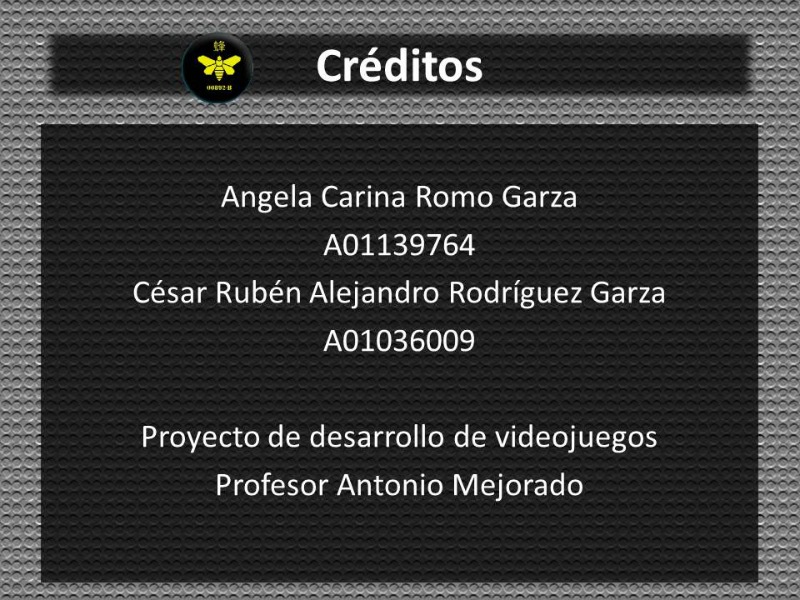 蜂
Créditos
Angela Carina Romo Garza
A01139764
César Rubén Alejandro Rodríguez Garza
A01036009
Proyecto de desarrollo de videojuegos
Profesor Antonio Mejorado